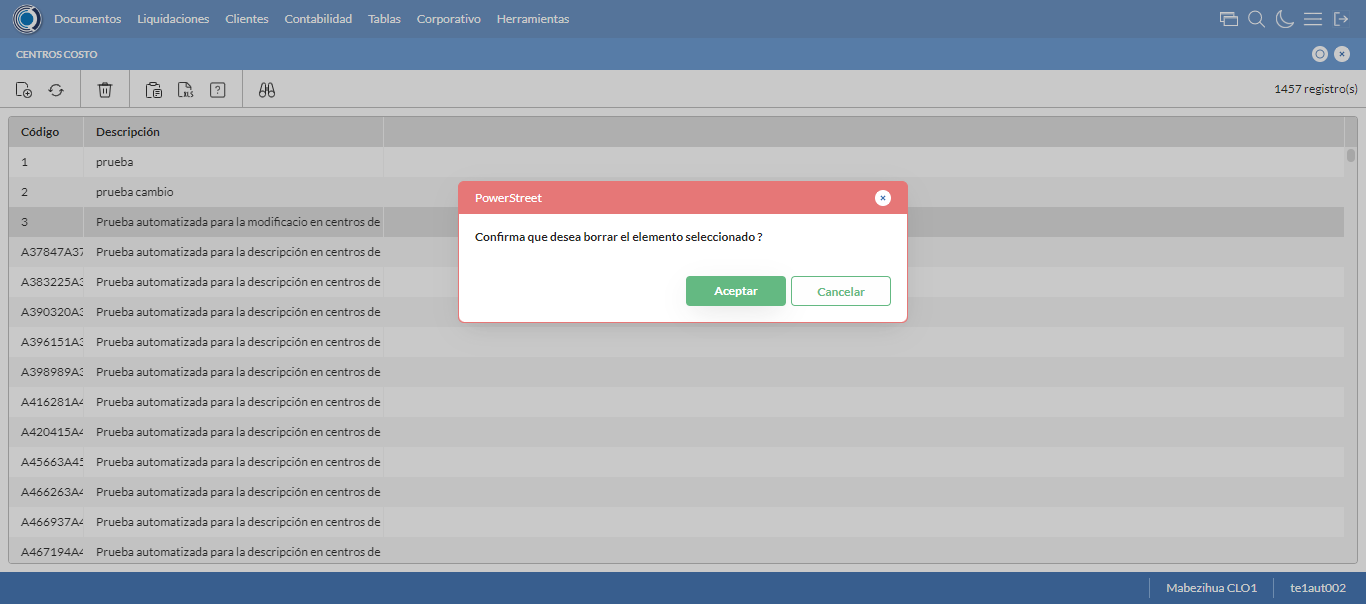 Documentos Liquidaciones Clientes Contabilidad Tablas Corporativo Herramientas
CENTROS COSTO
XLS ? 1457 registro(s)
Código Descripción
1 prueba
2 prueba cambio
3 Prueba automatizada para la modificacio en centros de
A37847A37 Prueba automatizada para la descripción en centros de
A383225A3 Prueba automatizada para la descripción en centros de
A390320A3 Prueba automatizada para la descripción en centros de
A396151A3 Prueba automatizada para la descripción en centros de
A398989A3 Prueba automatizada para la descripción en centros de
A416281A4 Prueba automatizada para la descripción en centros de
A420415A4 Prueba automatizada para la descripción en centros de
A45663A45 Prueba automatizada para la descripción en centros de
A466263A4 Prueba automatizada para la descripción en centros de
A466937A4 Prueba automatizada para la descripción en centros de
A467194A4 Prueba automatizada para la descripción en centros de
PowerStreet
Confirma que desea borrar el elemento seleccionado ?
Aceptar Cancelar
Mabezihua CLO1 te1aut002